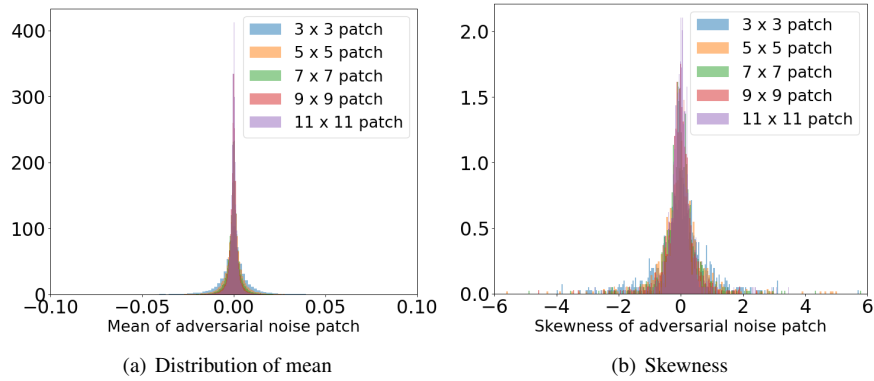 3 x 3 patch
5 x 5 patch
7 x 7 patch
9 x 9 patch
11 x 11 patch
400
300
200
100
0
−0.10
−0.05
0.00
0.05
0.10
Mean of adversarial noise patch
(a) Distribution of mean
3 x 3 patch
5 x 5 patch
7 x 7 patch
9 x 9 patch
11 x 11 patch
2.0
1.5
1.0
0.5
0.0
−6
−4
−2
0
2
4
6
Skewness of adversarial noise patch
(b) Skewness